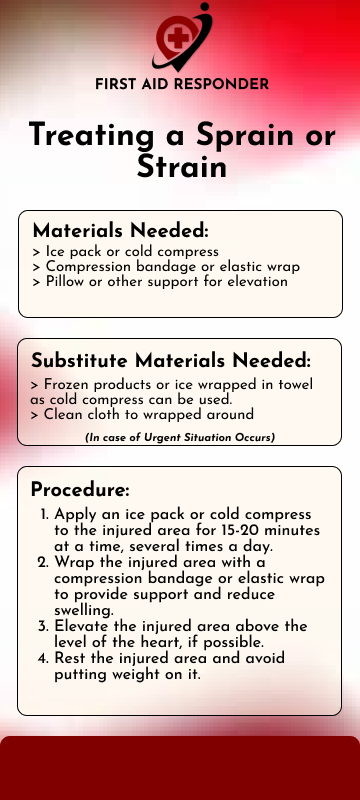 FIRST AID RESPONDER
Treating a Sprain or
Strain
Materials Needed:
> Ice pack or cold compress
> Compression bandage or elastic wrap
> Pillow or other support for elevation
Substitute Materials Needed:
> Frozen products or ice wrapped in towel
as cold compress can be used.
> Clean cloth to wrapped around
(In case of Urgent Situation Occurs)
Procedure:
1. Apply an ice pack or cold compress
to the injured area for 15-20 minutes
at a time, several times a day.
2. Wrap the injured area with a
compression bandage or elastic wrap
to provide support and reduce
swelling.
3. Elevate the injured area above the
level of the heart, if possible.
4. Rest the injured area and avoid
putting weight on it.